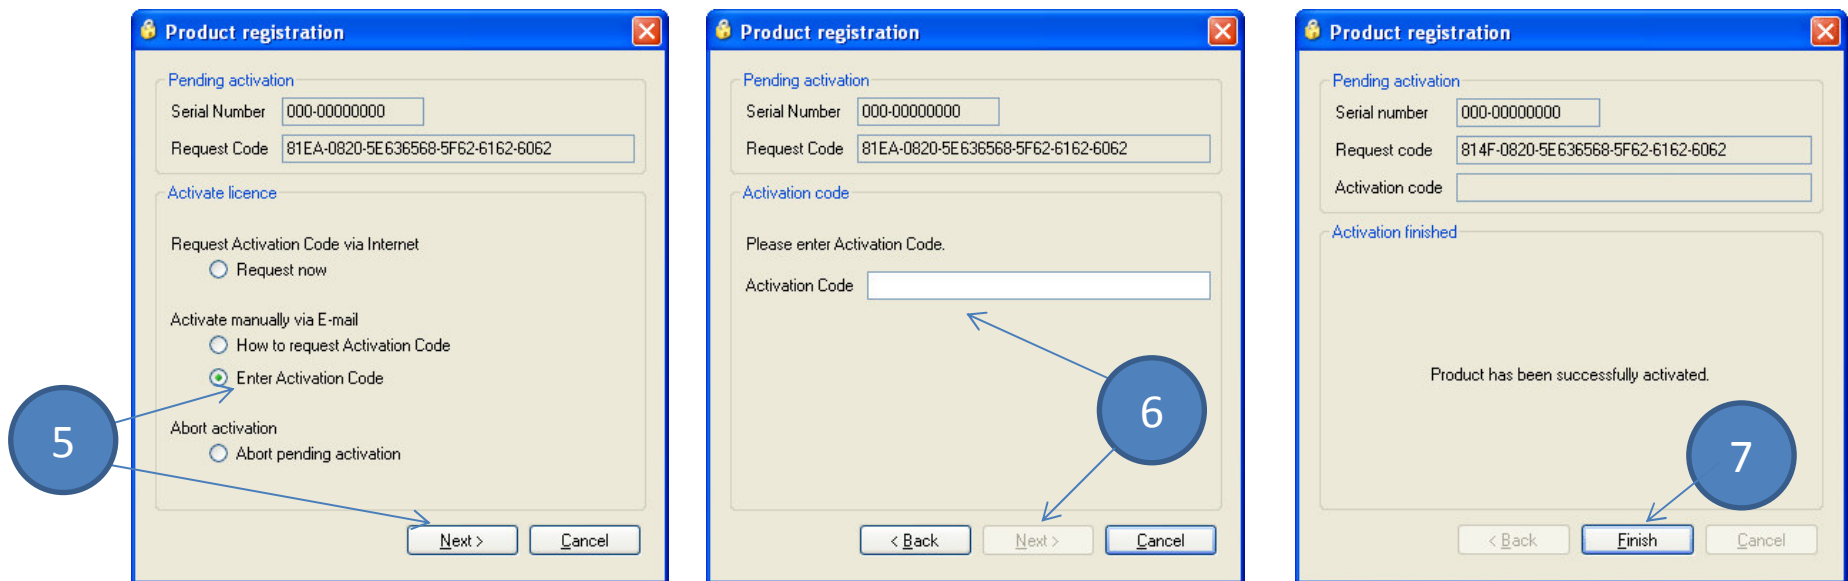 Product registration
Pending activation
Serial Number 000-00000000
Request Code 81EA-0820-5E636568-5F62-6162-6062
Activate licence
Request Activation Code via Internet
Request now
Activate manually via E-mail
How to request Activation Code
Enter Activation Code
Abort activation
Abort pending activation
Next >
Cancel
5
Product registration
Pending activation
Serial Number 000-00000000
Request Code 81EA-0820-5E636568-5F62-6162-6062
Activation code
Please enter Activation Code.
Activation Code
6
< Back
Next >
Cancel
Product registration
Pending activation
Serial number 000-00000000
Request code 814F-0820-5E636568-5F62-6162-6062
Activation code
Activation finished
Product has been successfully activated.
7
< Back
Finish
Cancel